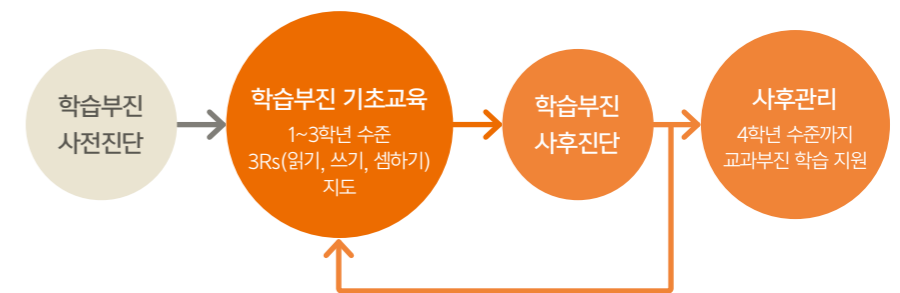 학습부진
사전진단
학습부진 기초교육
1~3학년 수준
3Rs(읽기, 쓰기, 셈하기)
지도
학습부진
사후진단
사후관리
4학년 수준까지
교과부진 학습 지원